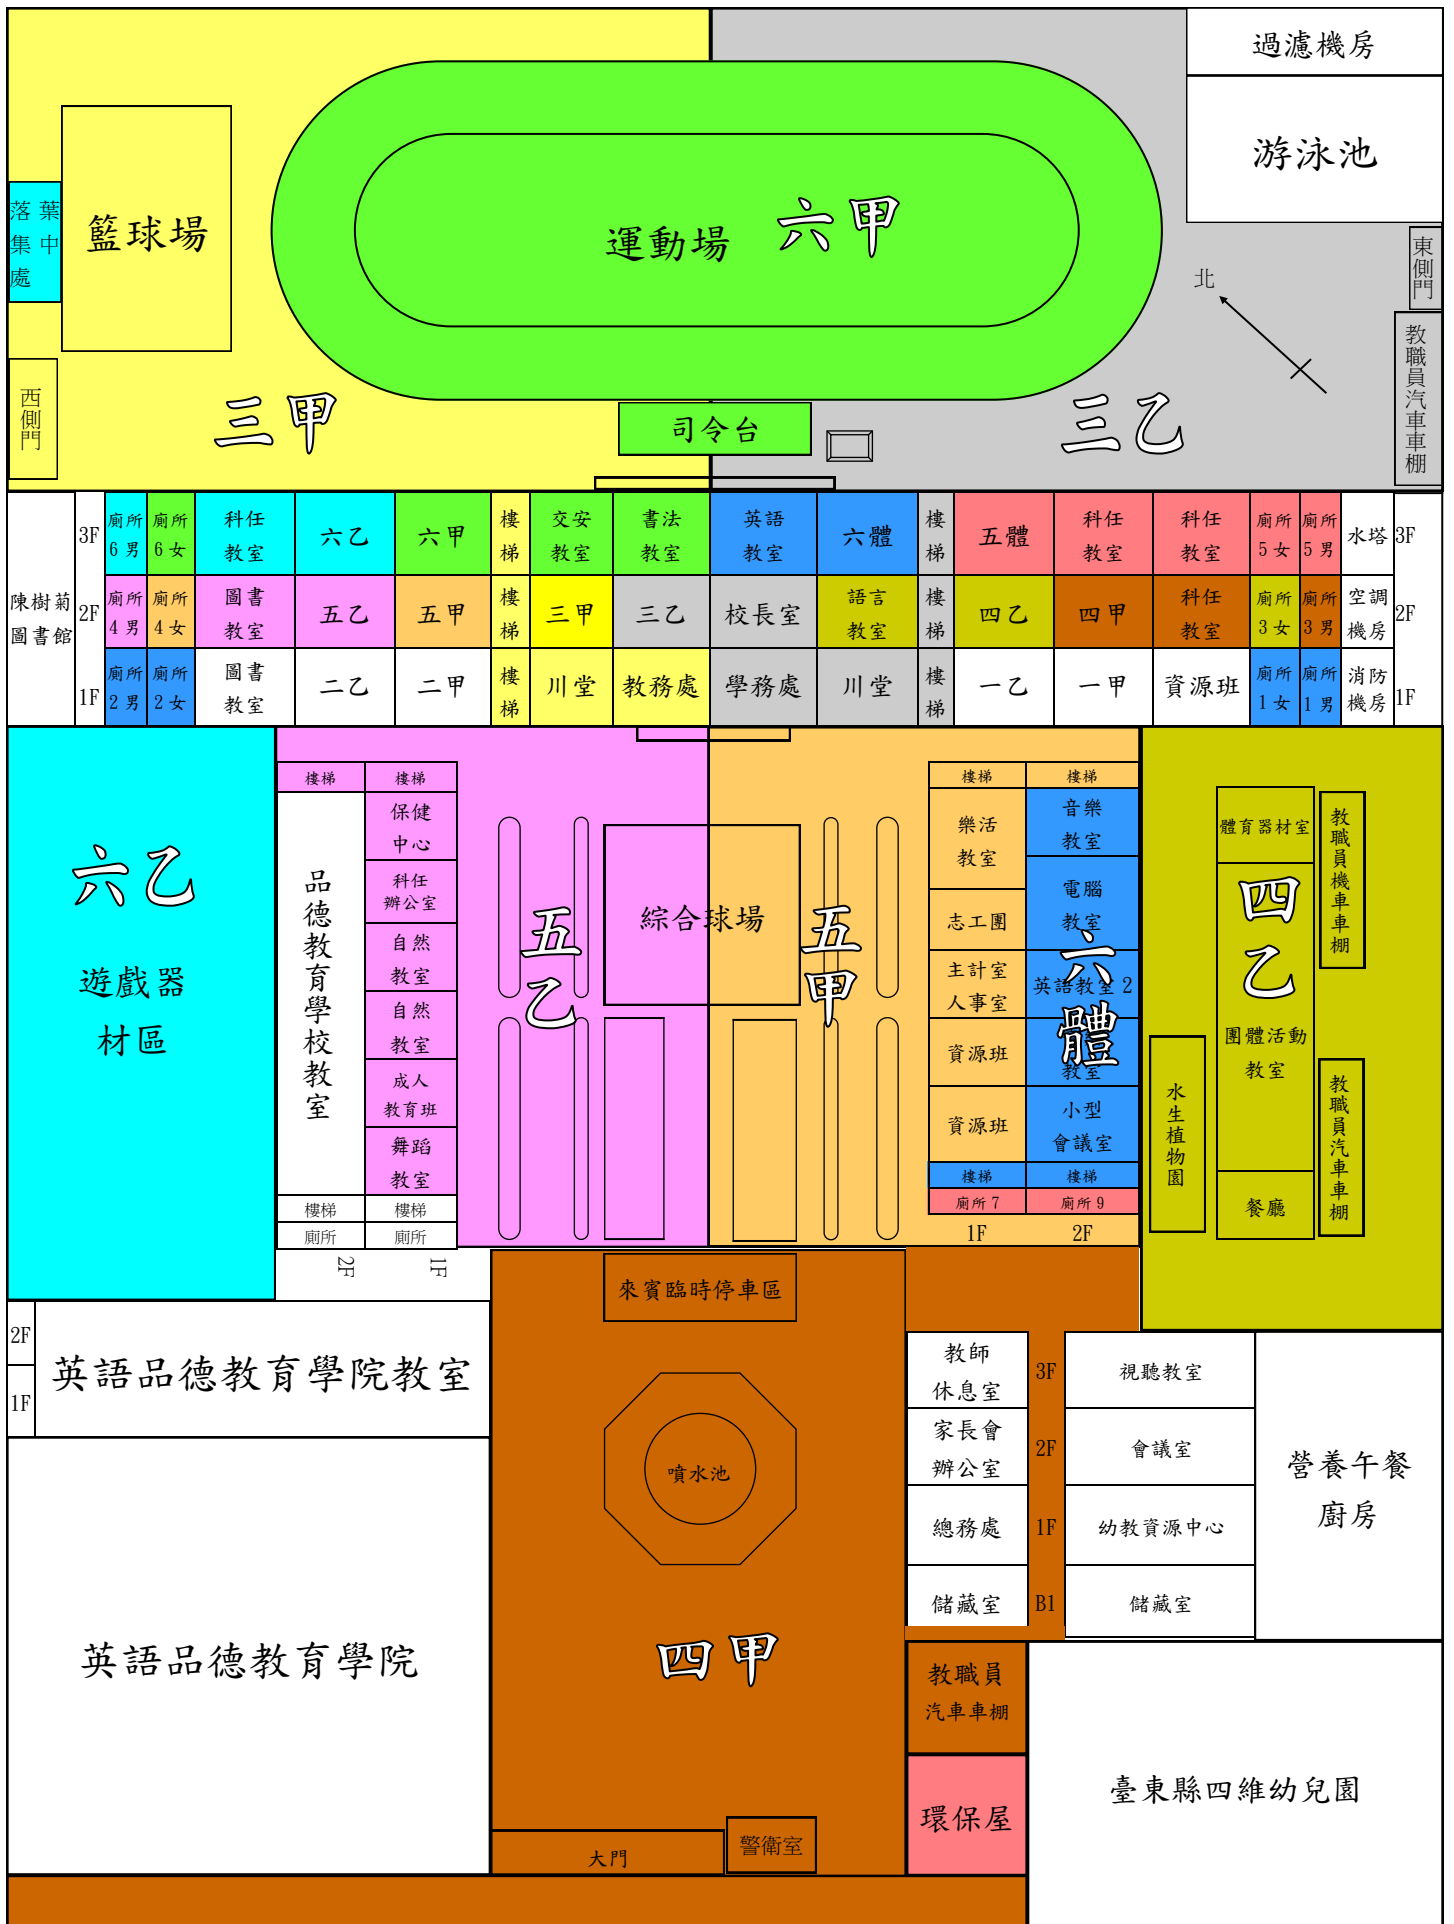 過濾機房
游泳池
籃球場
落葉
集中
處
運動場
六甲
北
東側門
教職員汽車車棚
西側門
三甲
司令台
三乙
陳樹菊
圖書館
3F
廁所
6男
廁所
6女
科任
教室
六乙
六甲
樓
梯
交安
教室
書法
教室
英語
教室
六體
樓
梯
五體
科任
教室
科任
教室
廁所
5女
廁所
5男
水塔
3F
2F
廁所
4男
廁所
4女
圖書
教室
五乙
五甲
樓
梯
三甲
三乙
校長室
語言
教室
樓
梯
四乙
四甲
科任
教室
廁所
3女
廁所
3男
空調
機房
2F
1F
廁所
2男
廁所
2女
圖書
教室
二乙
二甲
樓
梯
川堂
教務處
學務處
川堂
樓
梯
一乙
一甲
資源班
廁所
1女
廁所
1男
消防
機房
1F
六乙
遊戲器
材區
樓梯
樓梯
品德教育學校教室
保健
中心
科任
辦公室
自然
教室
自然
教室
成人
教育班
舞蹈
教室
樓梯
樓梯
廁所
廁所
2F
1F
五乙
綜合球場
五甲
樓梯
樓梯
樂活
教室
音樂
教室
志工團
電腦
教室
主計室
人事室
英語教室2
六體
資源班
教室
資源班
小型
會議室
樓梯
樓梯
廁所7
廁所9
1F
2F
體育器材室
四乙
團體活動
教室
餐廳
教職員機車車棚
教職員汽車車棚
水生植物園
2F
1F
英語品德教育學院教室
英語品德教育學院
來賓臨時停車區
噴水池
四甲
大門
警衛室
教師
休息室
3F
視聽教室
家長會
辦公室
2F
會議室
總務處
1F
幼教資源中心
儲藏室
B1
儲藏室
營養午餐
廚房
教職員
汽車車棚
環保屋
臺東縣四維幼兒園